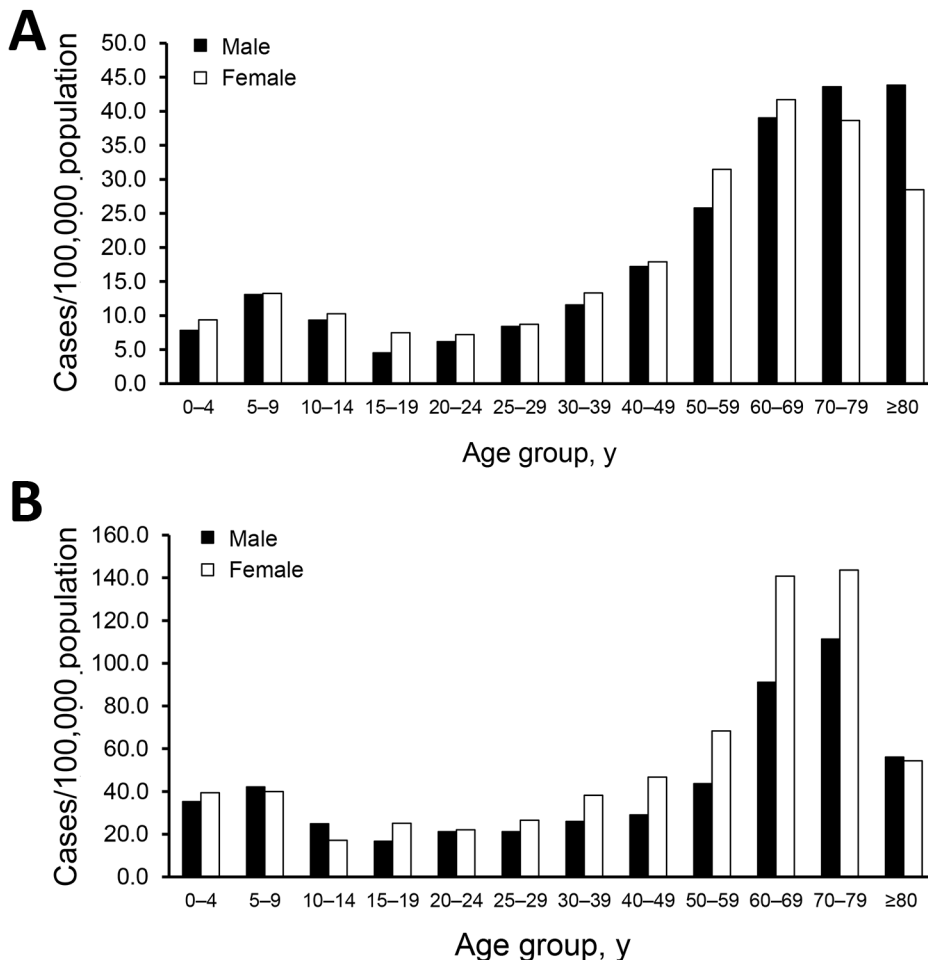 A
Cases/100,000 population
50.0
45.0
40.0
35.0
30.0
25.0
20.0
15.0
10.0
5.0
0.0
Male
Female
0–4 5–9 10–14 15–19 20–24 25–29 30–39 40–49 50–59 60–69 70–79 ≥80
Age group, y
B
Cases/100,000 population
160.0
140.0
120.0
100.0
80.0
60.0
40.0
20.0
0.0
Male
Female
0–4 5–9 10–14 15–19 20–24 25–29 30–39 40–49 50–59 60–69 70–79 ≥80
Age group, y